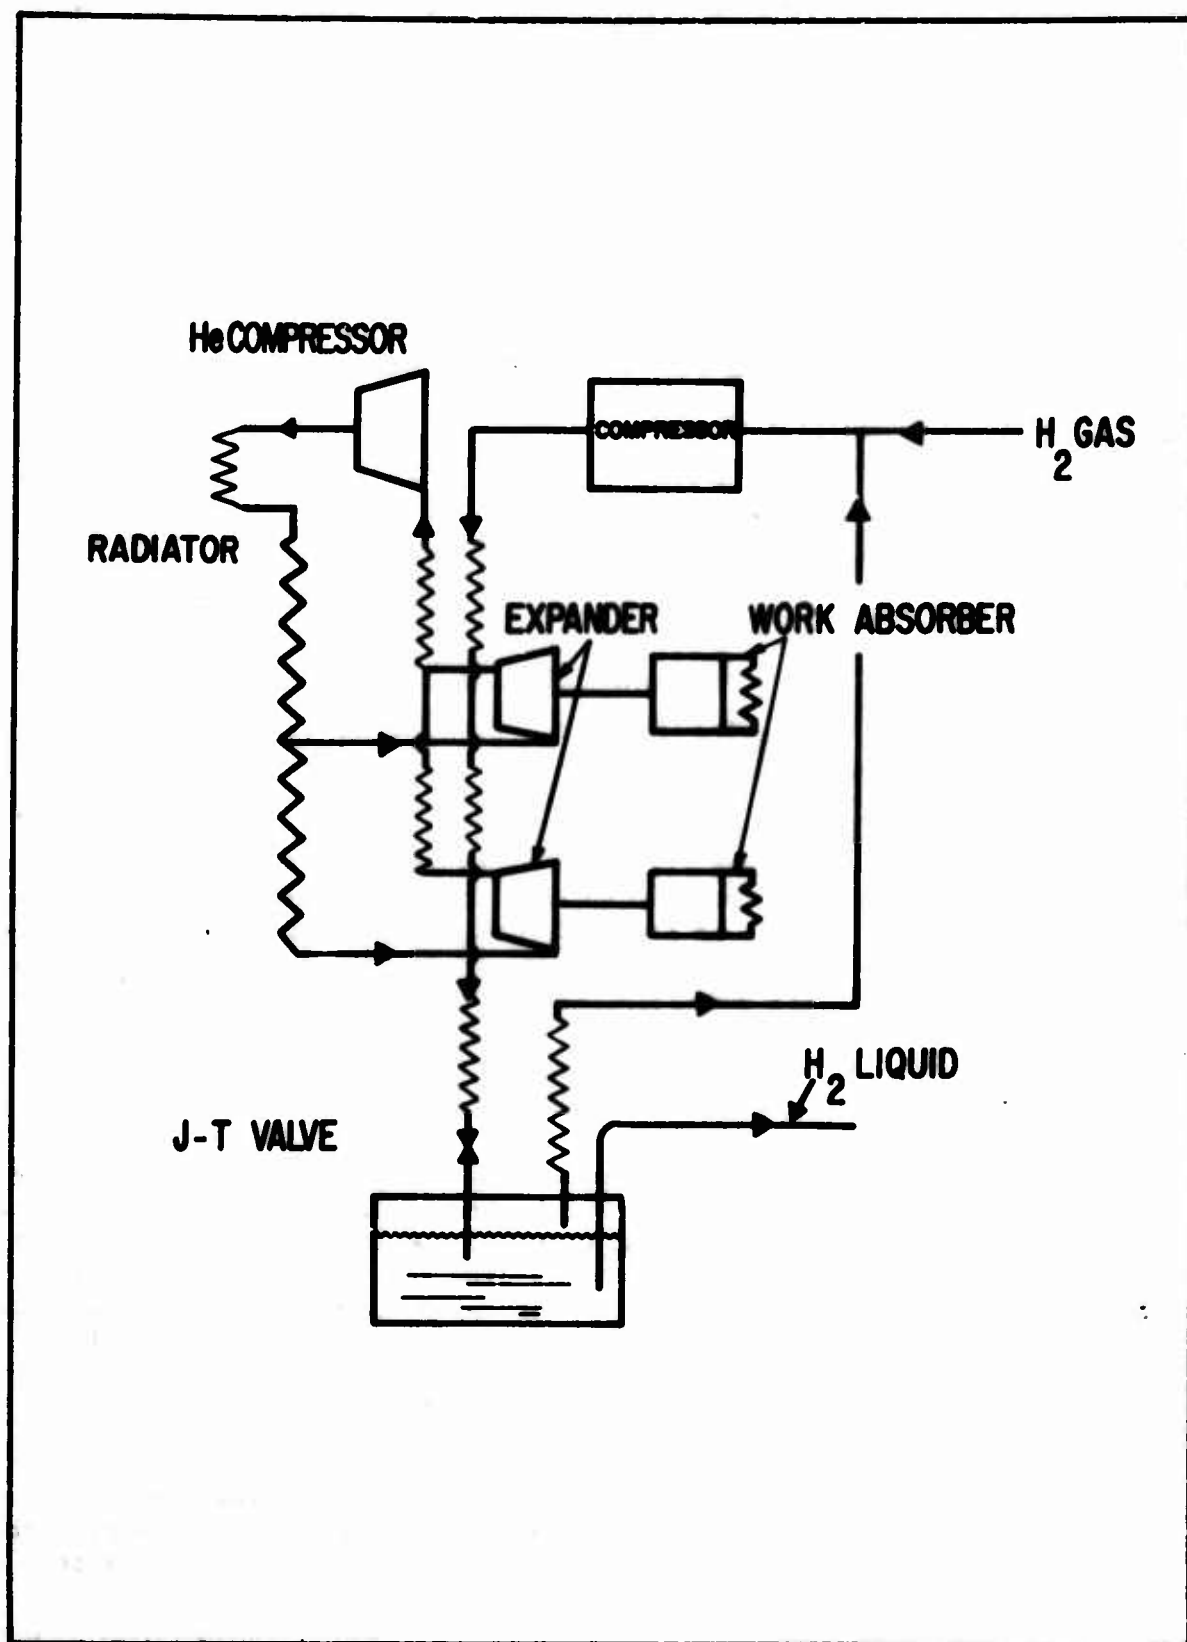 He COMPRESSOR
COMPRESSOR
H2 GAS
RADIATOR
EXPANDER
WORK ABSORBER
H2 LIQUID
J-T VALVE